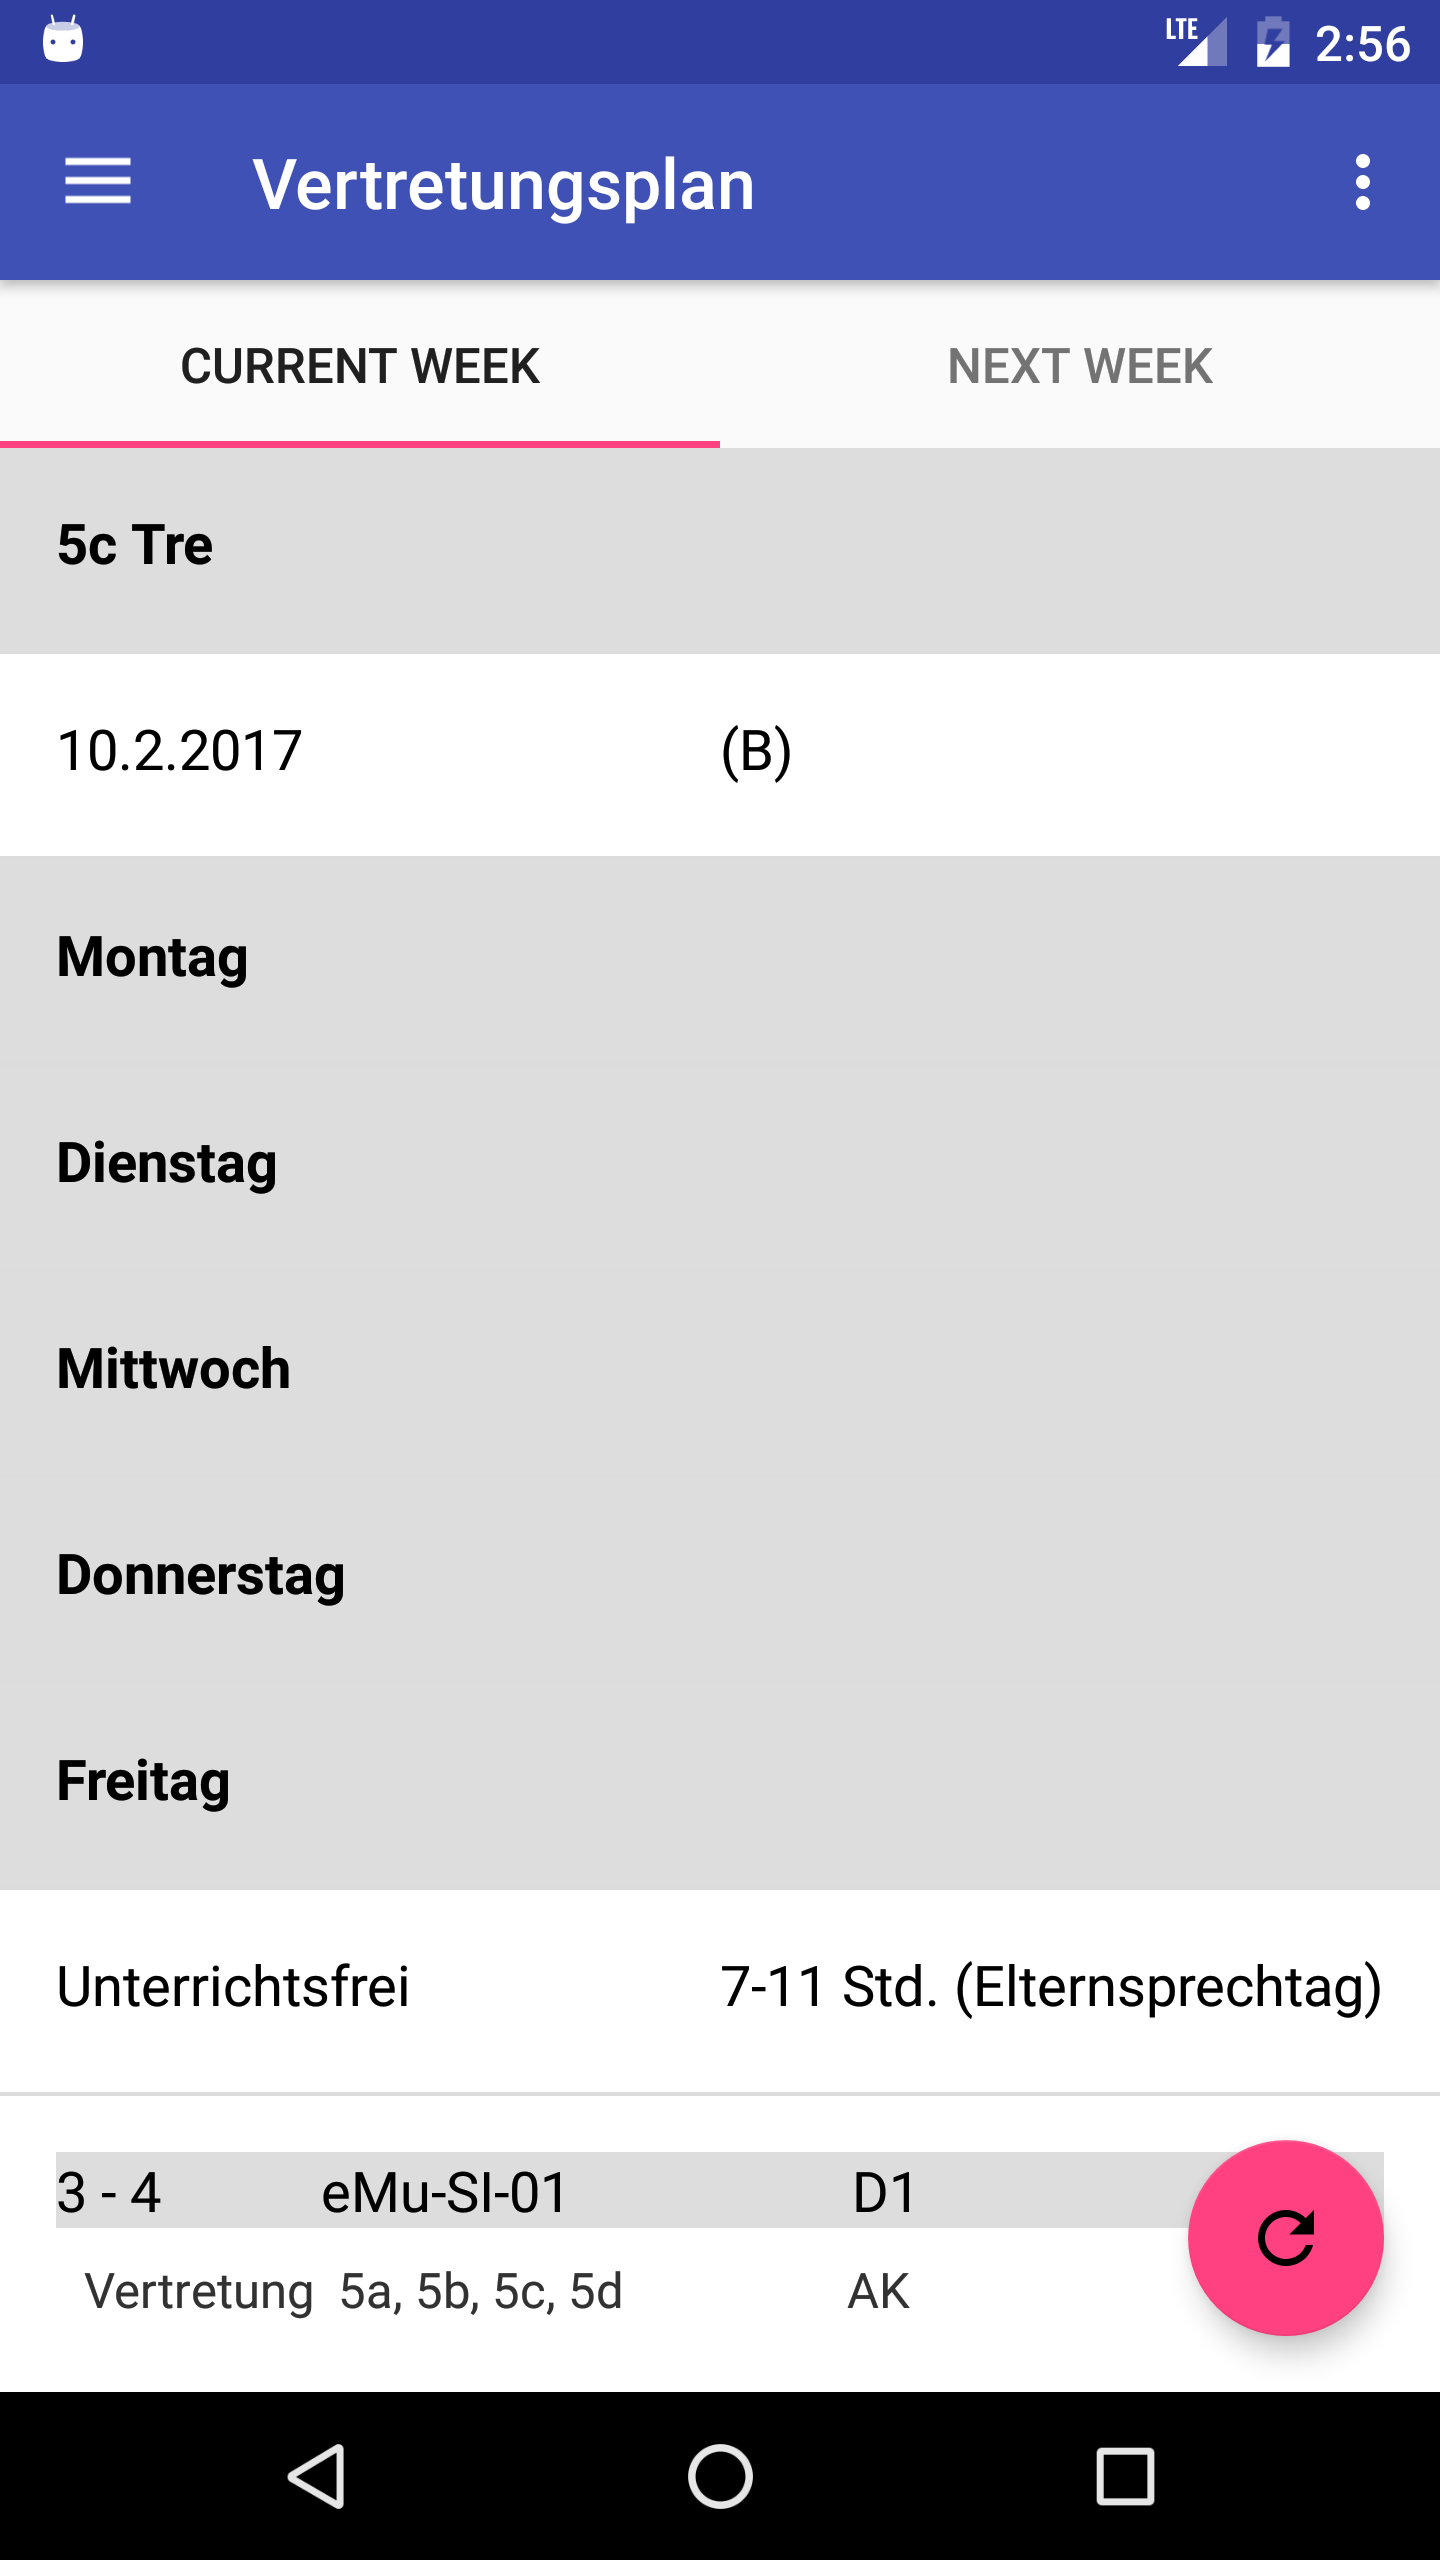 LTE 2:56
Vertretungsplan
CURRENT WEEK NEXT WEEK
5c Tre
10.2.2017 (B)
Montag
Dienstag
Mittwoch
Donnerstag
Freitag
Unterrichtsfrei 7-11 Std. (Elternsprechtag)
3 - 4 eMu-SI-01 D1
Vertretung 5a, 5b, 5c, 5d AK